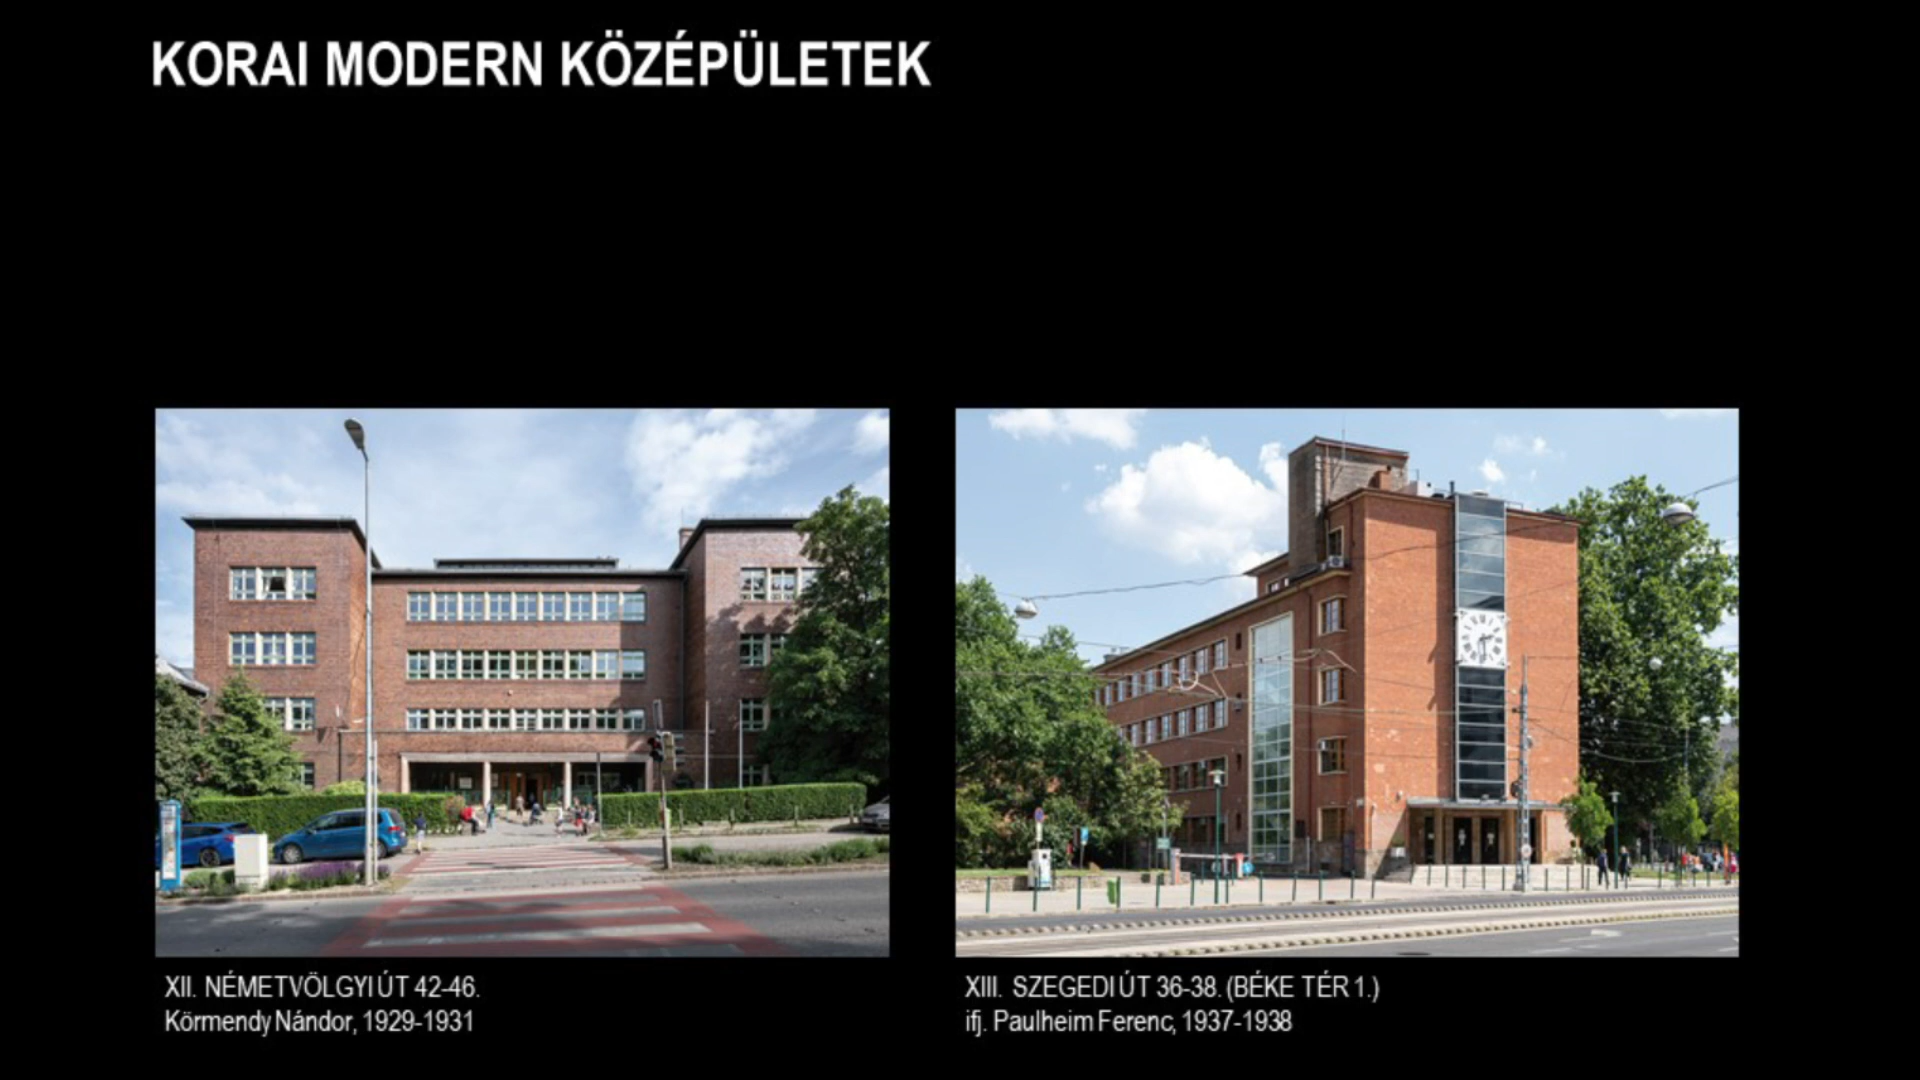 KORAI MODERN KÖZÉPÜLETEK
XII. NÉMETVÖLGYI ÚT 42-46.
Körmendy Nándor, 1929-1931
XIII. SZEGEDI ÚT 36-38. (BÉKE TÉR 1.)
ifj. Paulheim Ferenc, 1937-1938